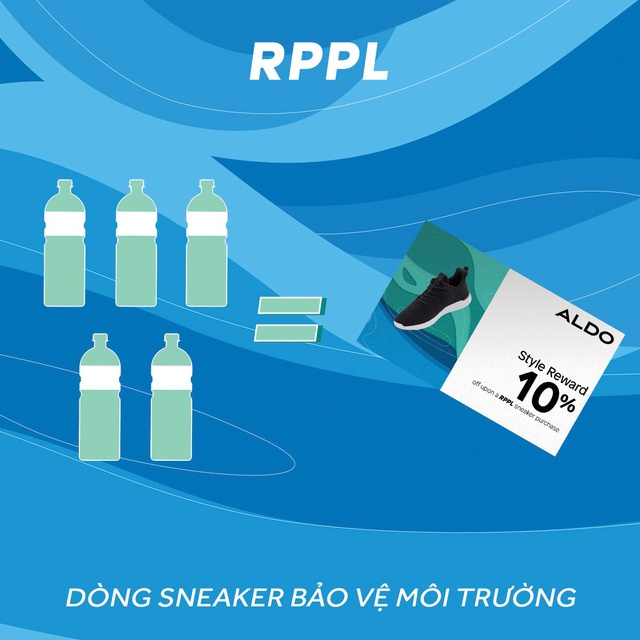 RPPL
ALDO
Style Reward
10%
off upon a RPPL sneaker purchase
DÒNG SNEAKER BẢO VỆ MÔI TRƯỜNG